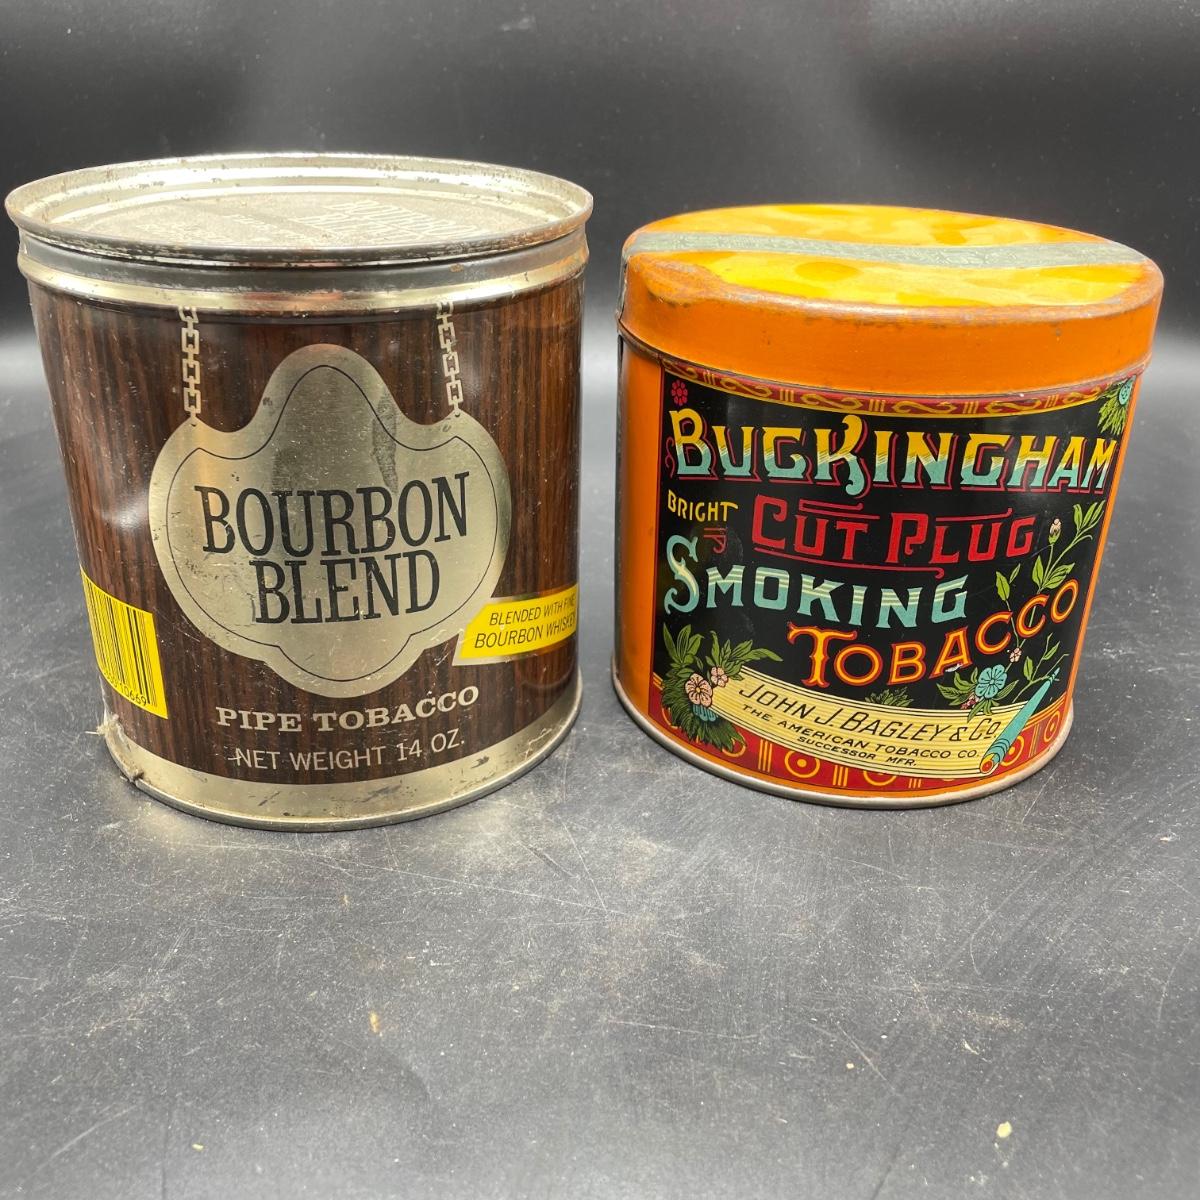 BOURBON
BLEND
BLENDED WITH FINE
BOURBON WHISKEY
PIPE TOBACCO
NET WEIGHT 14 OZ.
BUCKINGHAM
BRIGHT CUT PLUG
SMOKING
TOBACCO
JOHN J. BAGLEY & CO.
THE AMERICAN TOBACCO CO.
SUCCESSOR MFR.